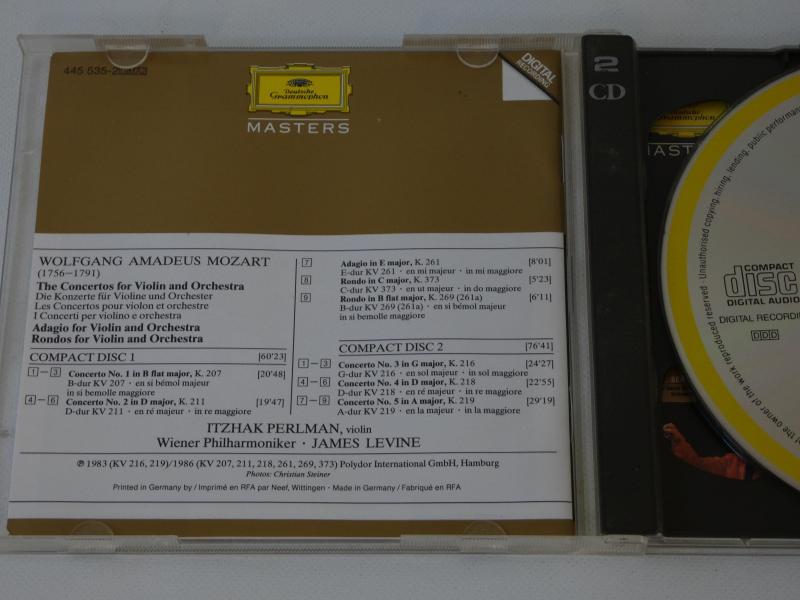 445 535-2
Deutsche
Grammophon
MASTERS
DIGITAL
RECORDING
WOLFGANG AMADEUS MOZART
(1756–1791)
The Concertos for Violin and Orchestra
Die Konzerte für Violine und Orchester
Les Concertos pour violon et orchestre
I Concerti per violino e orchestra
Adagio for Violin and Orchestra
Rondos for Violin and Orchestra
COMPACT DISC 1 [60'23]
1 – 3 Concerto No. 1 in B flat major, K. 207 [20'48]
B-dur KV 207 · en si bémol majeur
in si bemolle maggiore
4 – 6 Concerto No. 2 in D major, K. 211 [19'47]
D-dur KV 211 · en ré majeur · in re maggiore
7 Adagio in E major, K. 261 [8'01]
E-dur KV 261 · en mi majeur · in mi maggiore
8 Rondo in C major, K. 373 [5'23]
C-dur KV 373 · en ut majeur · in do maggiore
9 Rondo in B flat major, K. 269 (261a) [6'11]
B-dur KV 269 (261a) · en si bémol majeur
in si bemolle maggiore
COMPACT DISC 2 [76'41]
1 – 3 Concerto No. 3 in G major, K. 216 [24'27]
G-dur KV 216 · en sol majeur · in sol maggiore
4 – 6 Concerto No. 4 in D major, K. 218 [22'55]
D-dur KV 218 · en ré majeur · in re maggiore
7 – 9 Concerto No. 5 in A major, K. 219 [29'19]
A-dur KV 219 · en la majeur · in la maggiore
ITZHAK PERLMAN, violin
Wiener Philharmoniker · JAMES LEVINE
℗ 1983 (KV 216, 219)/1986 (KV 207, 211, 218, 261, 269, 373) Polydor International GmbH, Hamburg
Photos: Christian Steiner
Printed in Germany by / Imprimé en RFA par Neef, Wittingen · Made in Germany / Fabriqué en RFA
2
CD
MAST
of the owner of the work reproduced reserved · Unauthorised copying, hiring, lending, public performa
COMPACT
disc
DIGITAL AUDIO
DIGITAL RECORDING
DDD